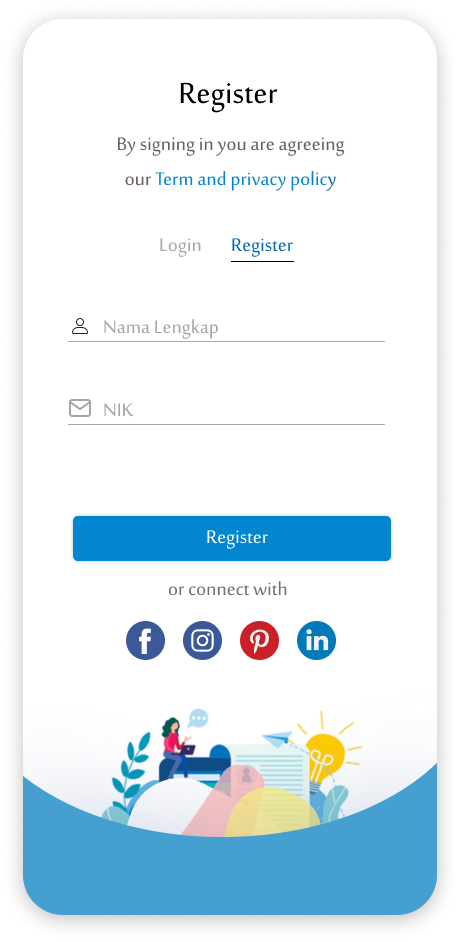 Register
By signing in you are agreeing
our Term and privacy policy
Login Register
Nama Lengkap
NIK
Register
or connect with